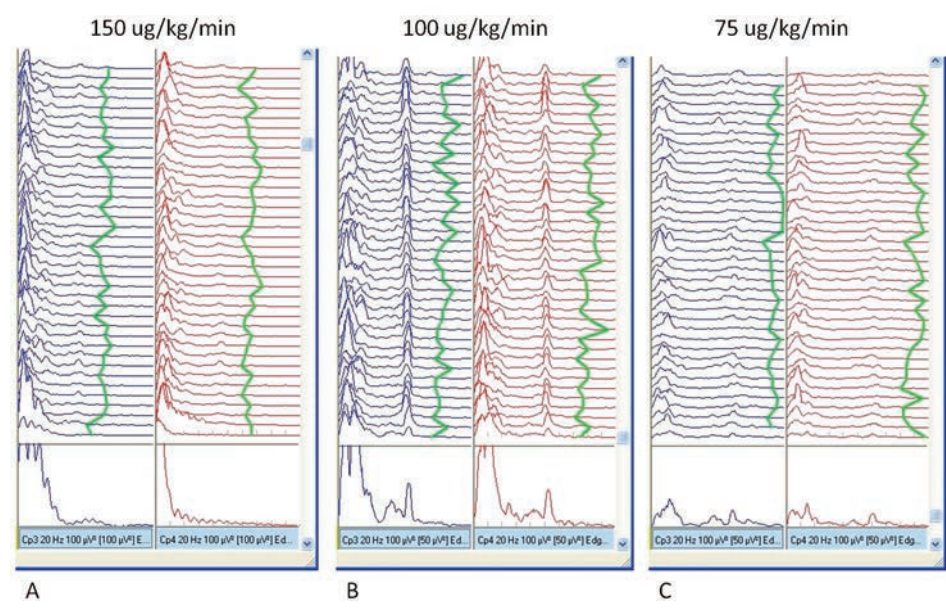 150 ug/kg/min
100 ug/kg/min
75 ug/kg/min
Cp3 20 Hz 100 µV² [100 µV²] E...
Cp4 20 Hz 100 µV² [100 µV²] Ed...
Cp3 20 Hz 100 µV² [50 µV²] Ed...
Cp4 20 Hz 100 µV² [50 µV²] Edg...
Cp3 20 Hz 100 µV² [50 µV²] Ed...
Cp4 20 Hz 100 µV² [50 µV²] Edg...
A
B
C